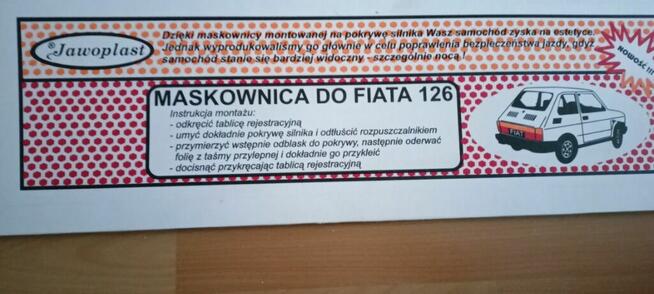 ®Jawoplast
Dzięki maskownicy montowanej na pokrywę silnika Wasz samochód zyska na estetyce.
Jednak wyprodukowaliśmy go głównie w celu poprawienia bezpieczeństwa jazdy, gdyż
samochód stanie się bardziej widoczny - szczególnie nocą !
NOWOŚĆ !!!
MASKOWNICA DO FIATA 126
Instrukcja montażu:
- odkręcić tablicę rejestracyjną
- umyć dokładnie pokrywę silnika i odtłuścić rozpuszczalnikiem
- przymierzyć wstępnie odblask do pokrywy, następnie oderwać
folię z taśmy przylepnej i dokładnie go przykleić
- docisnąć przykręcając tablicą rejestracyjną
FIAT